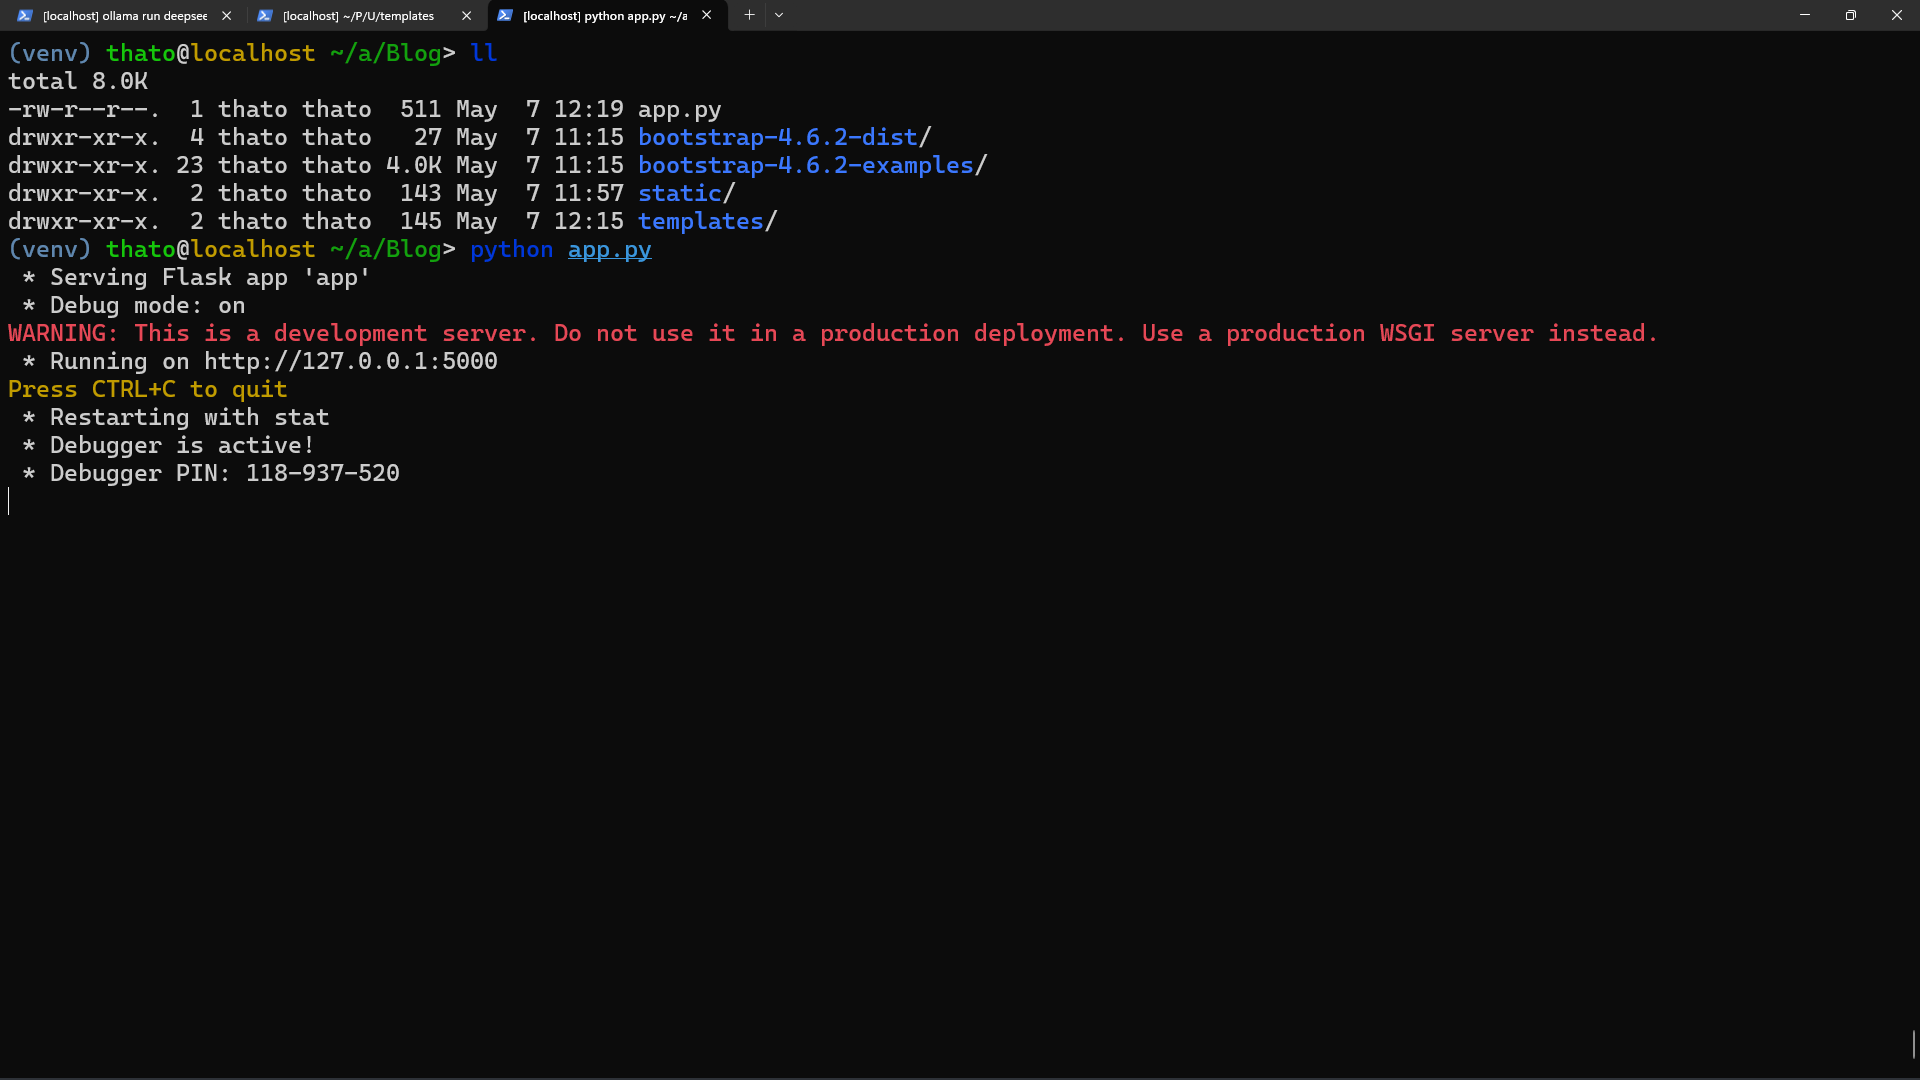 [localhost] ollama run deepsee
[localhost] ~/P/U/templates
[localhost] python app.py ~/a
(venv) thato@localhost ~/a/Blog> ll
total 8.0K
-rw-r--r--.  1 thato thato  511 May  7 12:19 app.py
drwxr-xr-x.  4 thato thato   27 May  7 11:15 bootstrap-4.6.2-dist/
drwxr-xr-x. 23 thato thato 4.0K May  7 11:15 bootstrap-4.6.2-examples/
drwxr-xr-x.  2 thato thato  143 May  7 11:57 static/
drwxr-xr-x.  2 thato thato  145 May  7 12:15 templates/
(venv) thato@localhost ~/a/Blog> python app.py
 * Serving Flask app 'app'
 * Debug mode: on
WARNING: This is a development server. Do not use it in a production deployment. Use a production WSGI server instead.
 * Running on http://127.0.0.1:5000
Press CTRL+C to quit
 * Restarting with stat
 * Debugger is active!
 * Debugger PIN: 118-937-520